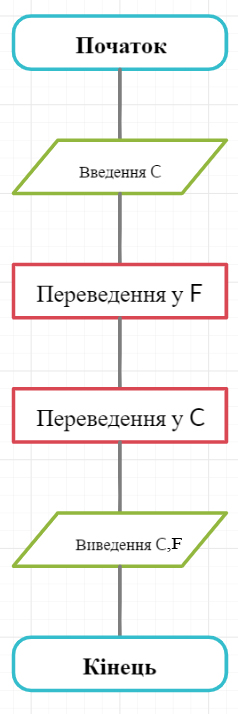 Початок
Введення С
Переведення у F
Переведення у C
Виведення С,F
Кінець